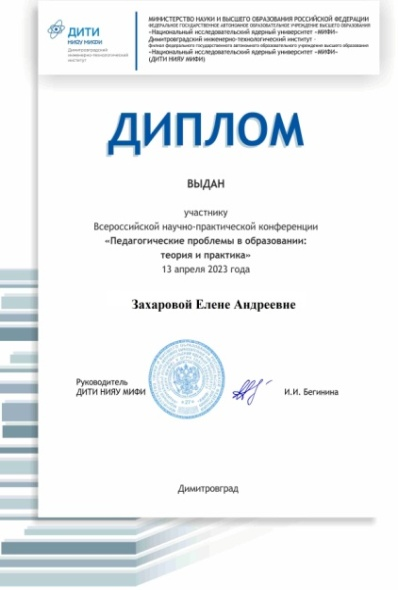 ДИТИ
НИЯУ МИФИ
Димитровградский
инженерно-технологический
институт
МИНИСТЕРСТВО НАУКИ И ВЫСШЕГО ОБРАЗОВАНИЯ РОССИЙСКОЙ ФЕДЕРАЦИИ
ФЕДЕРАЛЬНОЕ ГОСУДАРСТВЕННОЕ АВТОНОМНОЕ ОБРАЗОВАТЕЛЬНОЕ УЧРЕЖДЕНИЕ ВЫСШЕГО ОБРАЗОВАНИЯ
«Национальный исследовательский ядерный университет «МИФИ»
Димитровградский инженерно-технологический институт -
филиал федерального государственного автономного образовательного учреждения высшего образования
«Национальный исследовательский ядерный университет «МИФИ»
(ДИТИ НИЯУ МИФИ)
ДИПЛОМ
ВЫДАН
участнику
Всероссийской научно-практической конференции
«Педагогические проблемы в образовании:
теория и практика»
13 апреля 2023 года
Захаровой Елене Андреевне
Руководитель
ДИТИ НИЯУ МИФИ
И.И. Бегинина
Димитровград